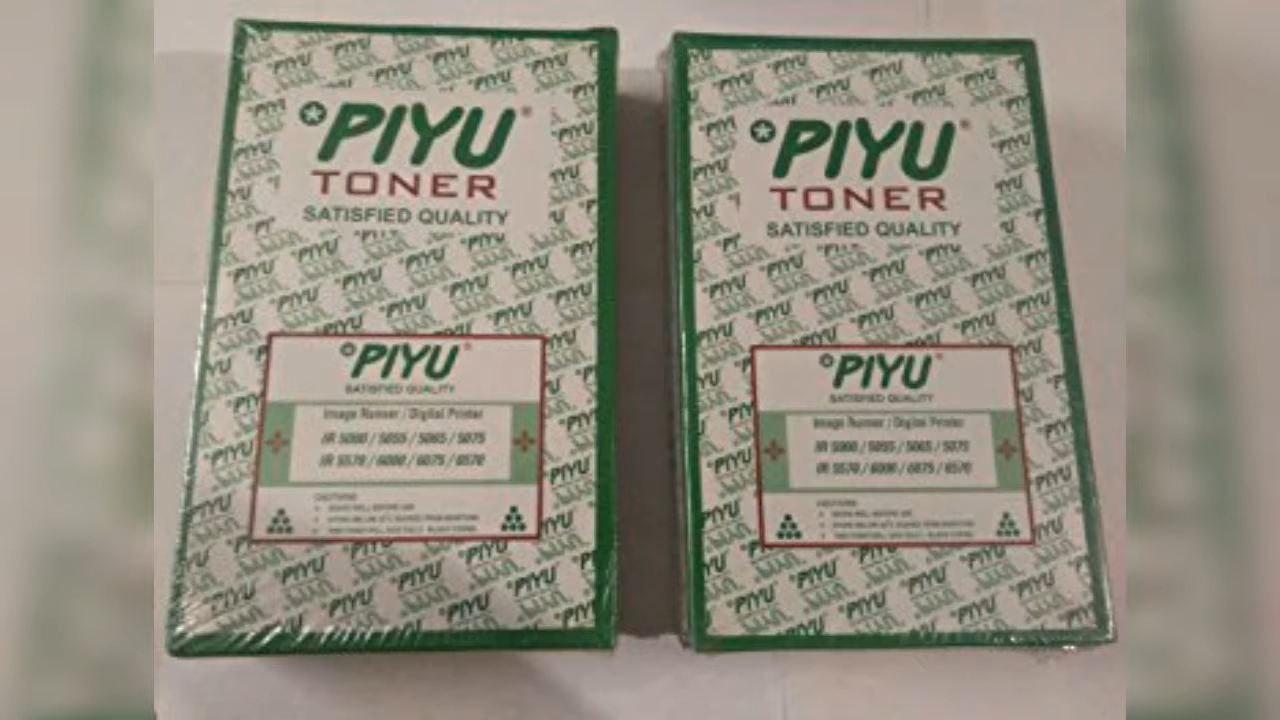 PIYU
TONER
SATISFIED QUALITY
PIYU
SATISFIED QUALITY
Image Runner / Digital Printer
IR 5000 / 5055 / 5065 / 5075
IR 5570 / 6000 / 6075 / 6570
CAUTIONS
PIYU
TONER
SATISFIED QUALITY
PIYU
SATISFIED QUALITY
Image Runner / Digital Printer
IR 5000 / 5055 / 5065 / 5075
IR 5570 / 6000 / 6075 / 6570
CAUTIONS